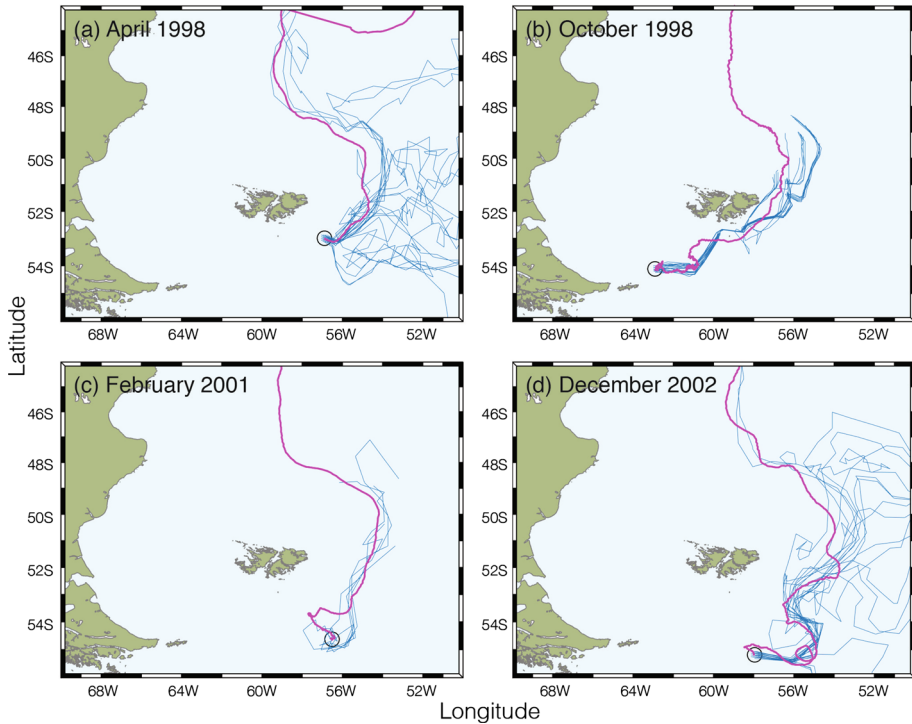 (a) April 1998
(b) October 1998
46S
48S
50S
52S
54S
46S
48S
50S
52S
54S
68W
64W
60W
56W
52W
68W
64W
60W
56W
52W
Latitude
(c) February 2001
(d) December 2002
46S
48S
50S
52S
54S
46S
48S
50S
52S
54S
68W
64W
60W
56W
52W
68W
64W
60W
56W
52W
Longitude